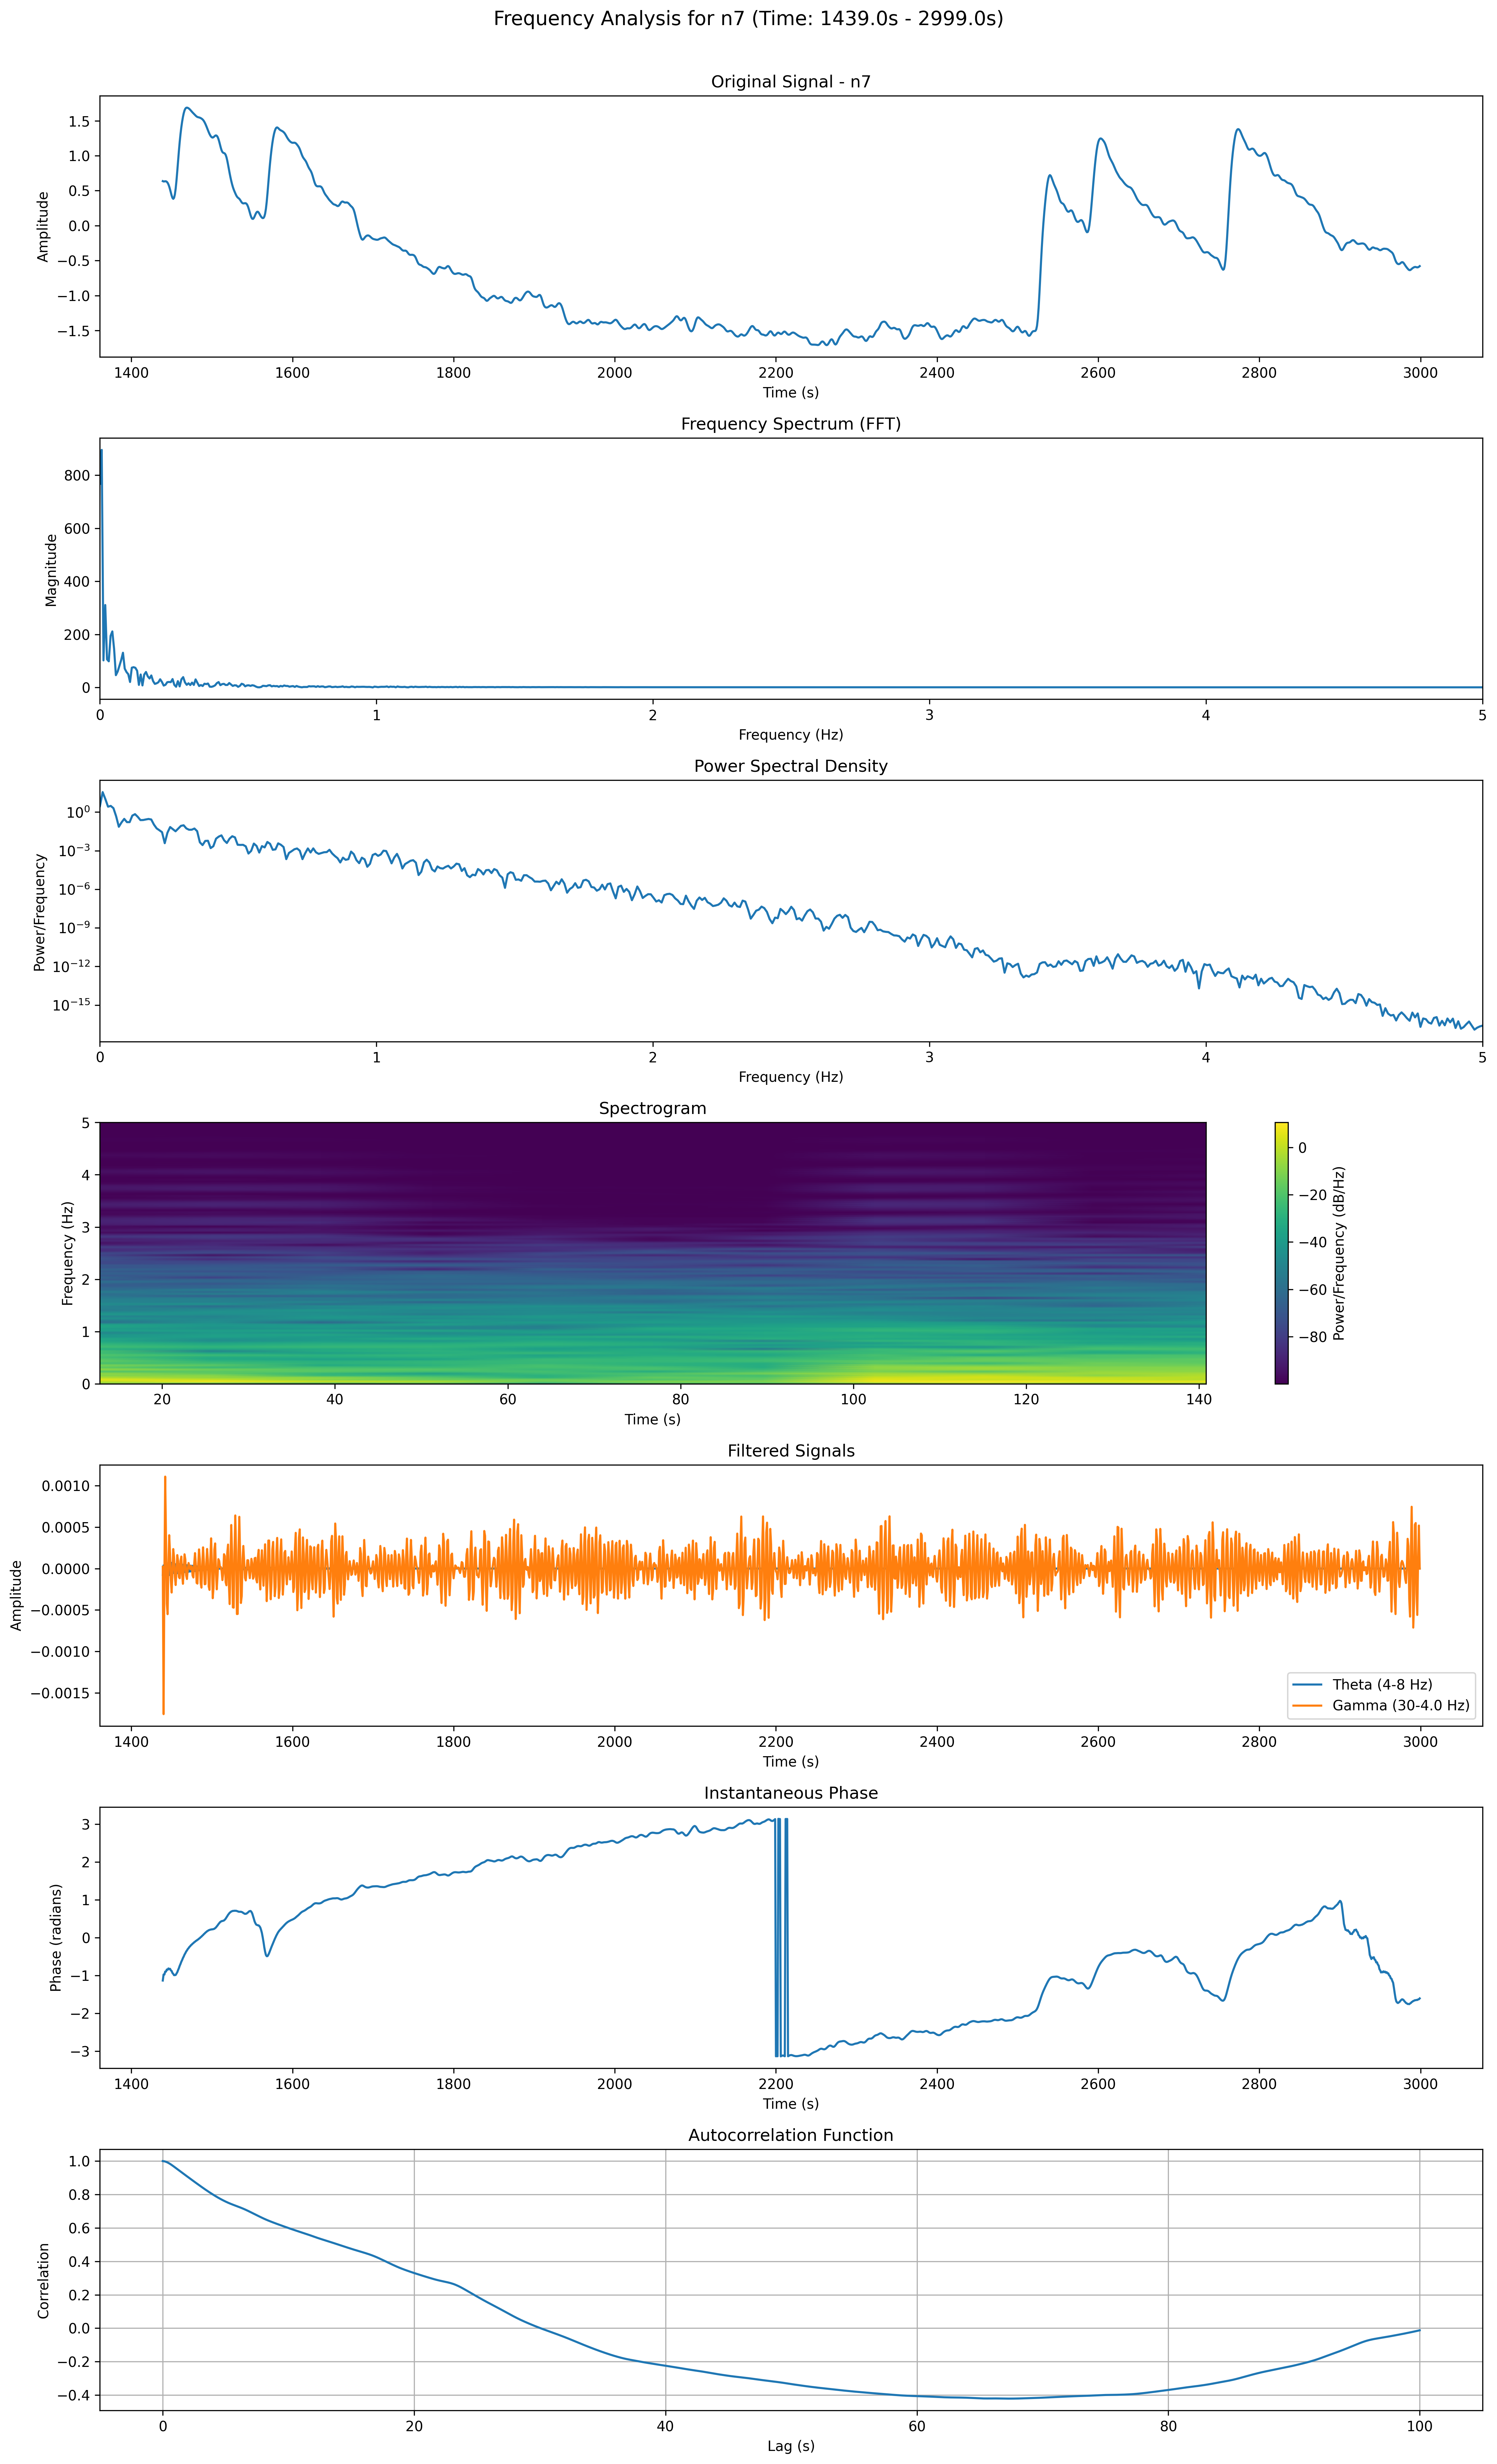 Frequency Analysis for n7 (Time: 1439.0s - 2999.0s)
Original Signal - n7
Amplitude
1.5
1.0
0.5
0.0
−0.5
−1.0
−1.5
1400 1600 1800 2000 2200 2400 2600 2800 3000
Time (s)
Frequency Spectrum (FFT)
Magnitude
800
600
400
200
0
0 1 2 3 4 5
Frequency (Hz)
Power Spectral Density
Power/Frequency
10⁰
10⁻³
10⁻⁶
10⁻⁹
10⁻¹²
10⁻¹⁵
0 1 2 3 4 5
Frequency (Hz)
Spectrogram
Frequency (Hz)
5
4
3
2
1
0
20 40 60 80 100 120 140
Time (s)
0
−20
−40
−60
−80
Power/Frequency (dB/Hz)
Filtered Signals
Amplitude
0.0010
0.0005
0.0000
−0.0005
−0.0010
−0.0015
Theta (4-8 Hz)
Gamma (30-4.0 Hz)
1400 1600 1800 2000 2200 2400 2600 2800 3000
Time (s)
Instantaneous Phase
Phase (radians)
3
2
1
0
−1
−2
−3
1400 1600 1800 2000 2200 2400 2600 2800 3000
Time (s)
Autocorrelation Function
Correlation
1.0
0.8
0.6
0.4
0.2
0.0
−0.2
−0.4
0 20 40 60 80 100
Lag (s)